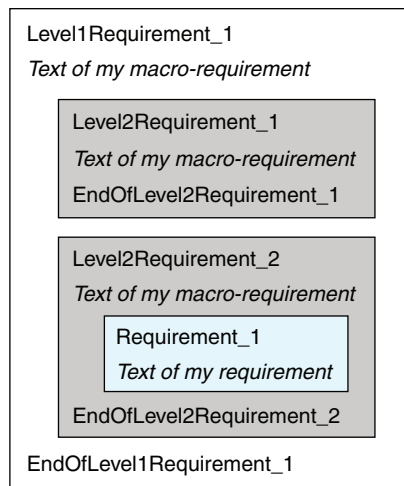 Level1Requirement_1
Text of my macro-requirement
Level2Requirement_1
Text of my macro-requirement
EndOfLevel2Requirement_1
Level2Requirement_2
Text of my macro-requirement
Requirement_1
Text of my requirement
EndOfLevel2Requirement_2
EndOfLevel1Requirement_1